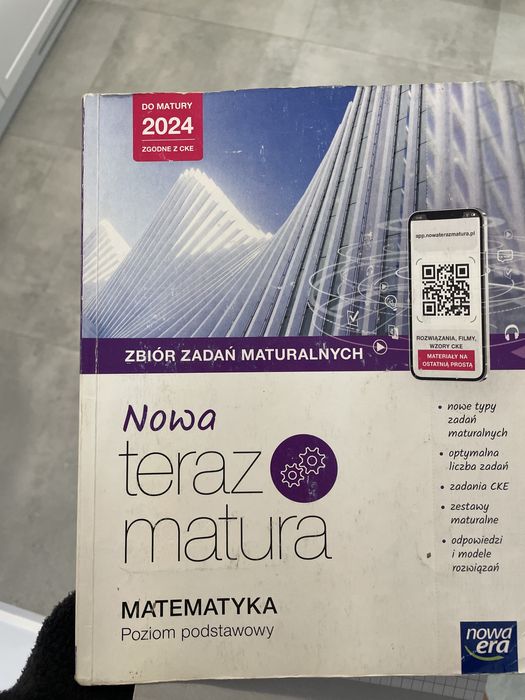 DO MATURY
2024
ZGODNE Z CKE
app.nowaterazmatura.pl
ROZWIĄZANIA, FILMY,
WZORY CKE
MATERIAŁY NA
OSTATNIĄ PROSTĄ
ZBIÓR ZADAŃ MATURALNYCH
Nowa
teraz
matura
• nowe typy
zadań
maturalnych
• optymalna
liczba zadań
• zadania CKE
• zestawy
maturalne
• odpowiedzi
i modele
rozwiązań
MATEMATYKA
Poziom podstawowy
nowa
era